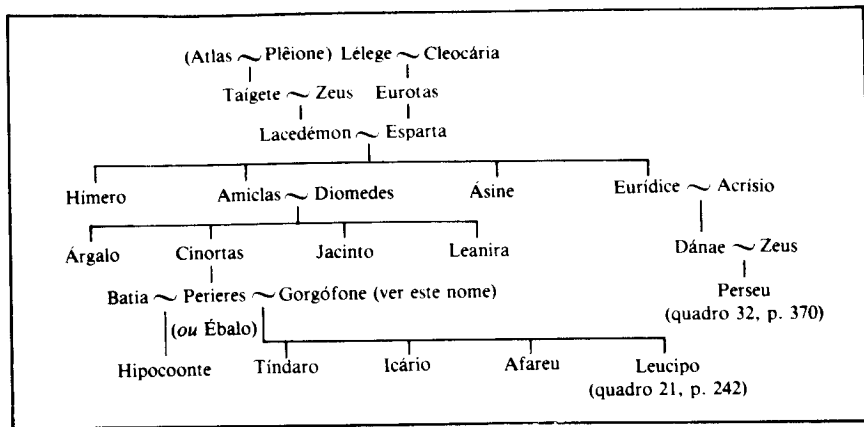 (Atlas ~ Plêione) Lélege ~ Cleocária
Taígete ~ Zeus Eurotas
Lacedémon ~ Esparta
Hímero Amiclas ~ Diomedes Ásine Eurídice ~ Acrísio
Árgalo Cinortas Jacinto Leanira Dánae ~ Zeus
Batia ~ Perieres ~ Gorgófone (ver este nome) Perseu
(ou Ébalo) (quadro 32, p. 370)
Hipocoonte Tíndaro Icário Afareu Leucipo
(quadro 21, p. 242)